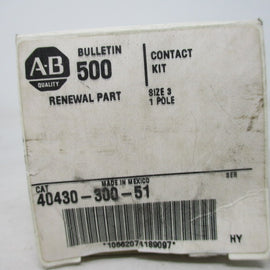 A-B
QUALITY
BULLETIN
500
CONTACT
KIT
RENEWAL PART
SIZE 3
1 POLE
MADE IN MEXICO
CAT
SER
40430-300-51
*10662074189097*
HY